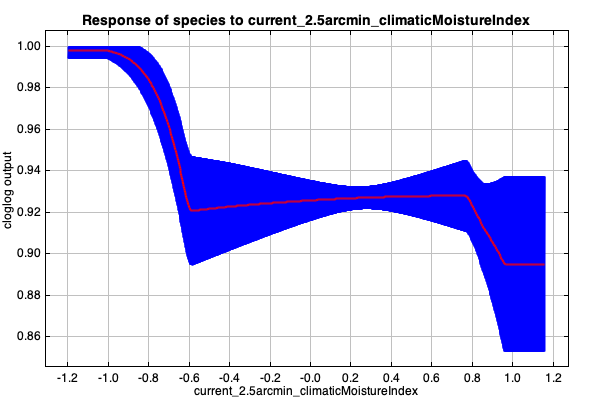 Response of species to current_2.5arcmin_climaticMoistureIndex
1.00
0.98
0.96
0.94
0.92
0.90
0.88
0.86
cloglog output
-1.2 -1.0 -0.8 -0.6 -0.4 -0.2 -0.0 0.2 0.4 0.6 0.8 1.0 1.2
current_2.5arcmin_climaticMoistureIndex